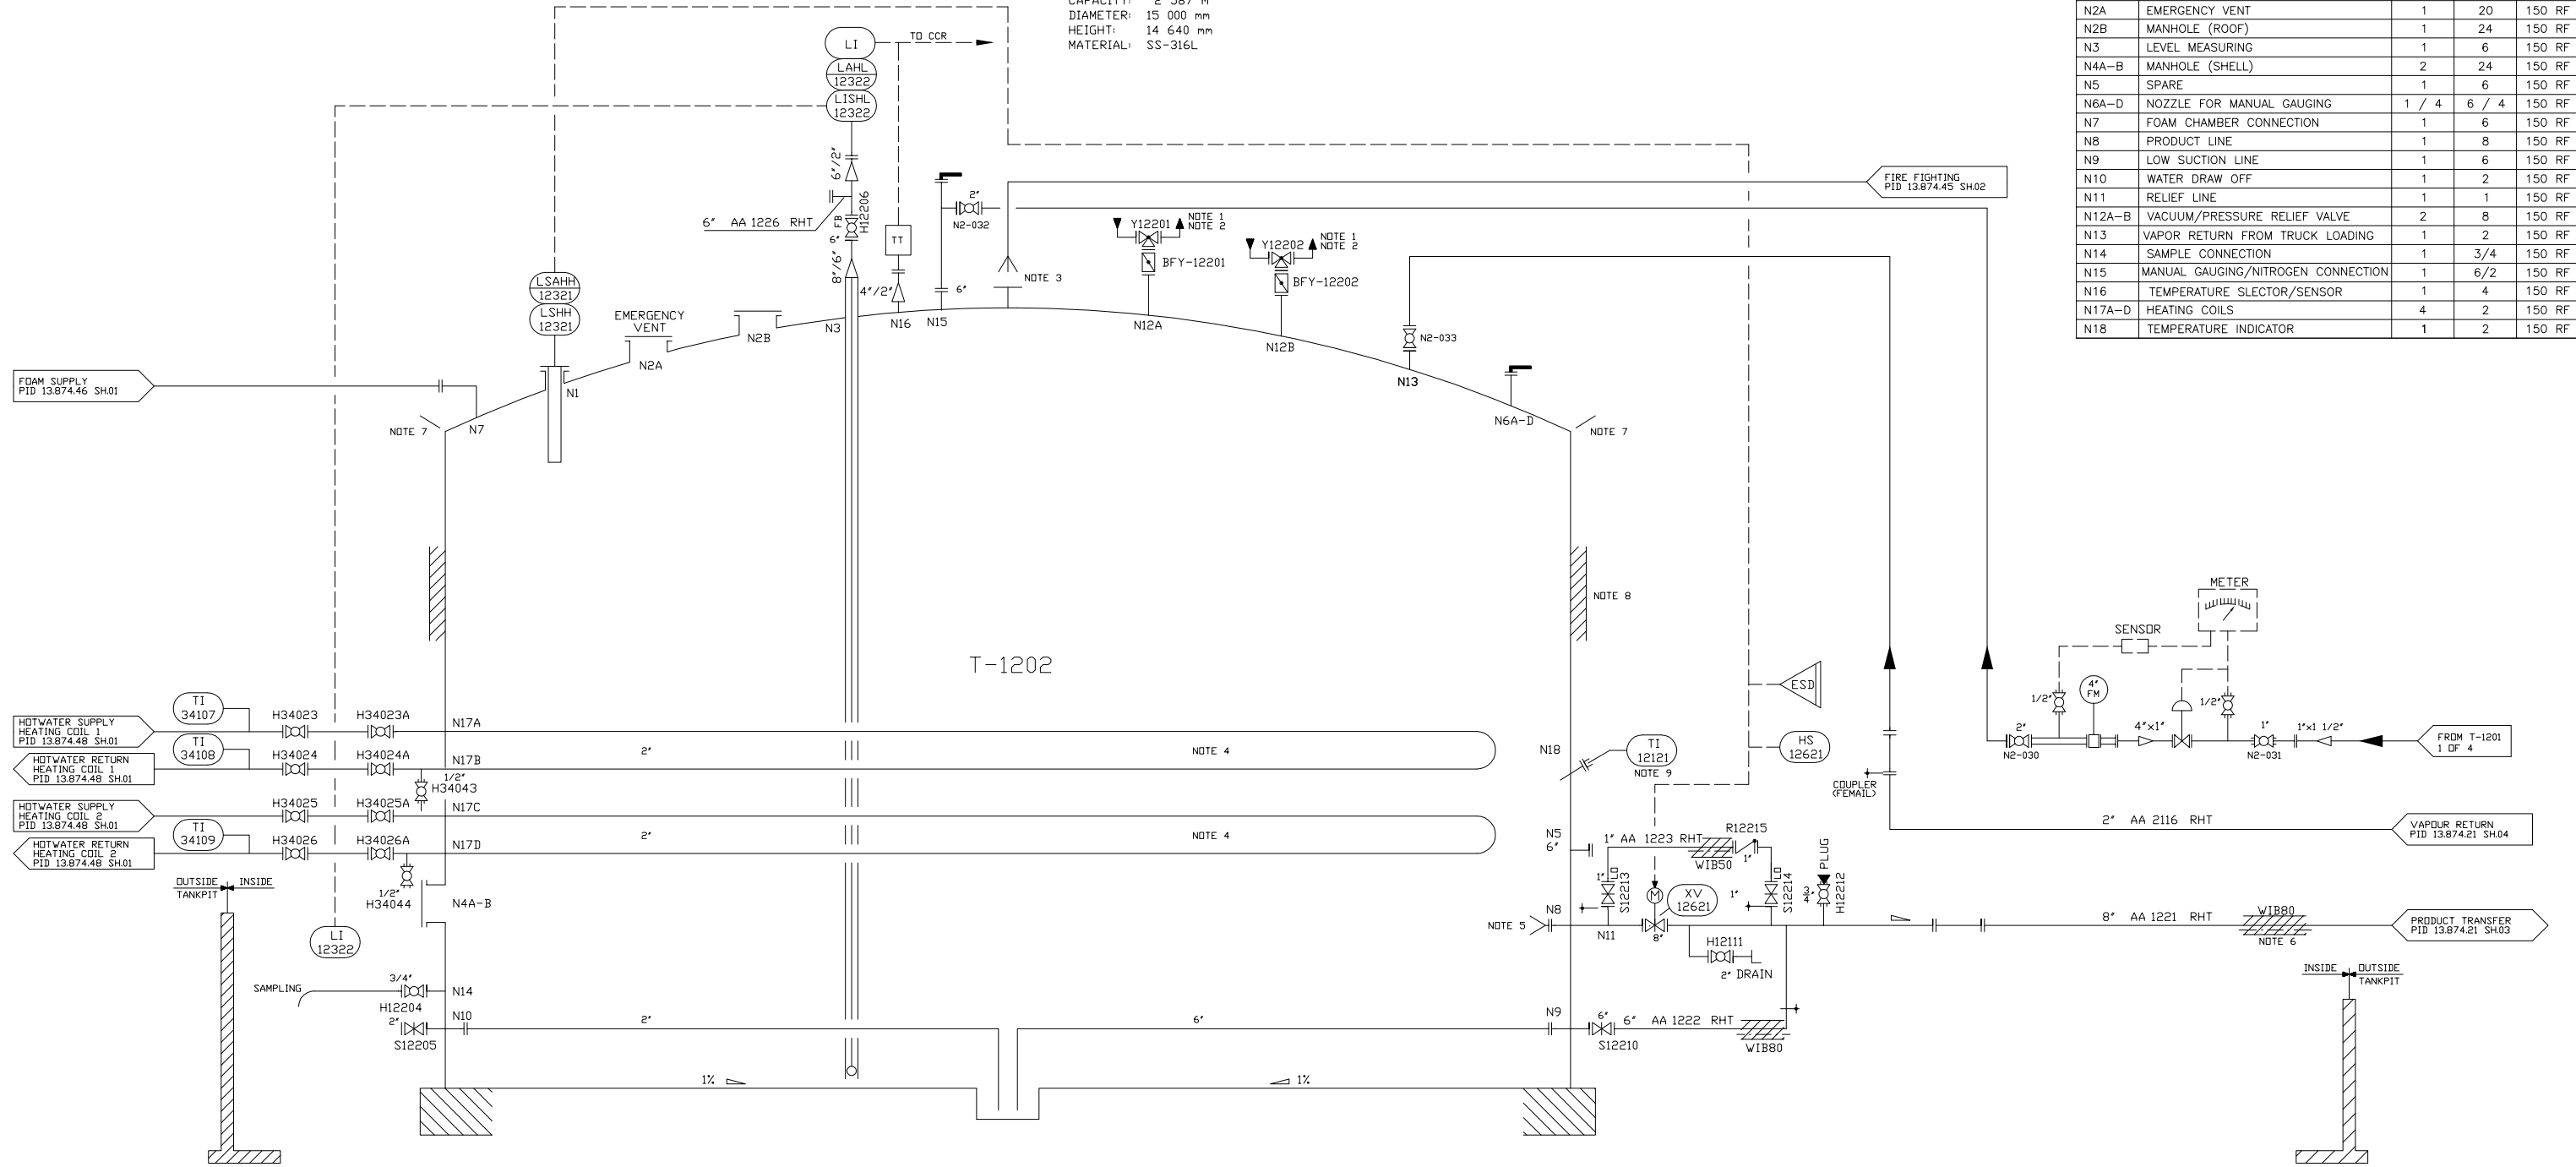 CAPACITY: 2 587 M
DIAMETER: 15 000 mm
HEIGHT: 14 640 mm
MATERIAL: SS-316L
N2A EMERGENCY VENT 1 20 150 RF
N2B MANHOLE (ROOF) 1 24 150 RF
N3 LEVEL MEASURING 1 6 150 RF
N4A-B MANHOLE (SHELL) 2 24 150 RF
N5 SPARE 1 6 150 RF
N6A-D NOZZLE FOR MANUAL GAUGING 1 / 4 6 / 4 150 RF
N7 FOAM CHAMBER CONNECTION 1 6 150 RF
N8 PRODUCT LINE 1 8 150 RF
N9 LOW SUCTION LINE 1 6 150 RF
N10 WATER DRAW OFF 1 2 150 RF
N11 RELIEF LINE 1 1 150 RF
N12A-B VACUUM/PRESSURE RELIEF VALVE 2 8 150 RF
N13 VAPOR RETURN FROM TRUCK LOADING 1 2 150 RF
N14 SAMPLE CONNECTION 1 3/4 150 RF
N15 MANUAL GAUGING/NITROGEN CONNECTION 1 6/2 150 RF
N16 TEMPERATURE SLECTOR/SENSOR 1 4 150 RF
N17A-D HEATING COILS 4 2 150 RF
N18 TEMPERATURE INDICATOR 1 2 150 RF
LI
TO CCR
LAHL
12322
LISHL
12322
6"/2"
H12206
FB
6"
6" AA 1226 RHT
8"/6"
TT
4"/2"
6"
2"
N2-032
NOTE 3
Y12201
NOTE 1
NOTE 2
BFY-12201
Y12202
NOTE 1
NOTE 2
BFY-12202
FIRE FIGHTING
PID 13.874.45 SH.02
LSAHH
12321
LSHH
12321
EMERGENCY
VENT
N2A
N2B
N3
N16
N15
N12A
N12B
N2-033
N13
N6A-D
NOTE 7
FOAM SUPPLY
PID 13.874.46 SH.01
N1
N7
NOTE 7
NOTE 8
T-1202
METER
SENSOR
ESD
1/2"
4"
FM
1/2"
2"
N2-030
4"x1"
1"
N2-031
1"x1 1/2"
FROM T-1201
1 OF 4
HOTWATER SUPPLY
HEATING COIL 1
PID 13.874.48 SH.01
TI
34107
H34023
H34023A
N17A
HOTWATER RETURN
HEATING COIL 1
PID 13.874.48 SH.01
TI
34108
H34024
H34024A
N17B
2"
NOTE 4
1/2"
H34043
HOTWATER SUPPLY
HEATING COIL 2
PID 13.874.48 SH.01
H34025
H34025A
N17C
HOTWATER RETURN
HEATING COIL 2
PID 13.874.48 SH.01
TI
34109
H34026
H34026A
N17D
2"
NOTE 4
1/2"
H34044
N4A-B
OUTSIDE INSIDE
TANKPIT
LI
12322
N18
TI
12121
NOTE 9
HS
12621
COUPLER
(FEMAIL)
2" AA 2116 RHT
VAPOUR RETURN
PID 13.874.21 SH.04
N5
6"
1" AA 1223 RHT
R12215
WIB50
1"
1"
LO
S12213
M
XV
12621
1"
LO
S12214
PLUG
3/4"
H12212
N8
NOTE 5
N11
8"
H12111
2" DRAIN
8" AA 1221 RHT
WIB80
NOTE 6
PRODUCT TRANSFER
PID 13.874.21 SH.03
INSIDE OUTSIDE
TANKPIT
SAMPLING
3/4"
H12204
N14
2"
S12205
N10
2"
6"
N9
6"
S12210
6" AA 1222 RHT
WIB80
1%
1%